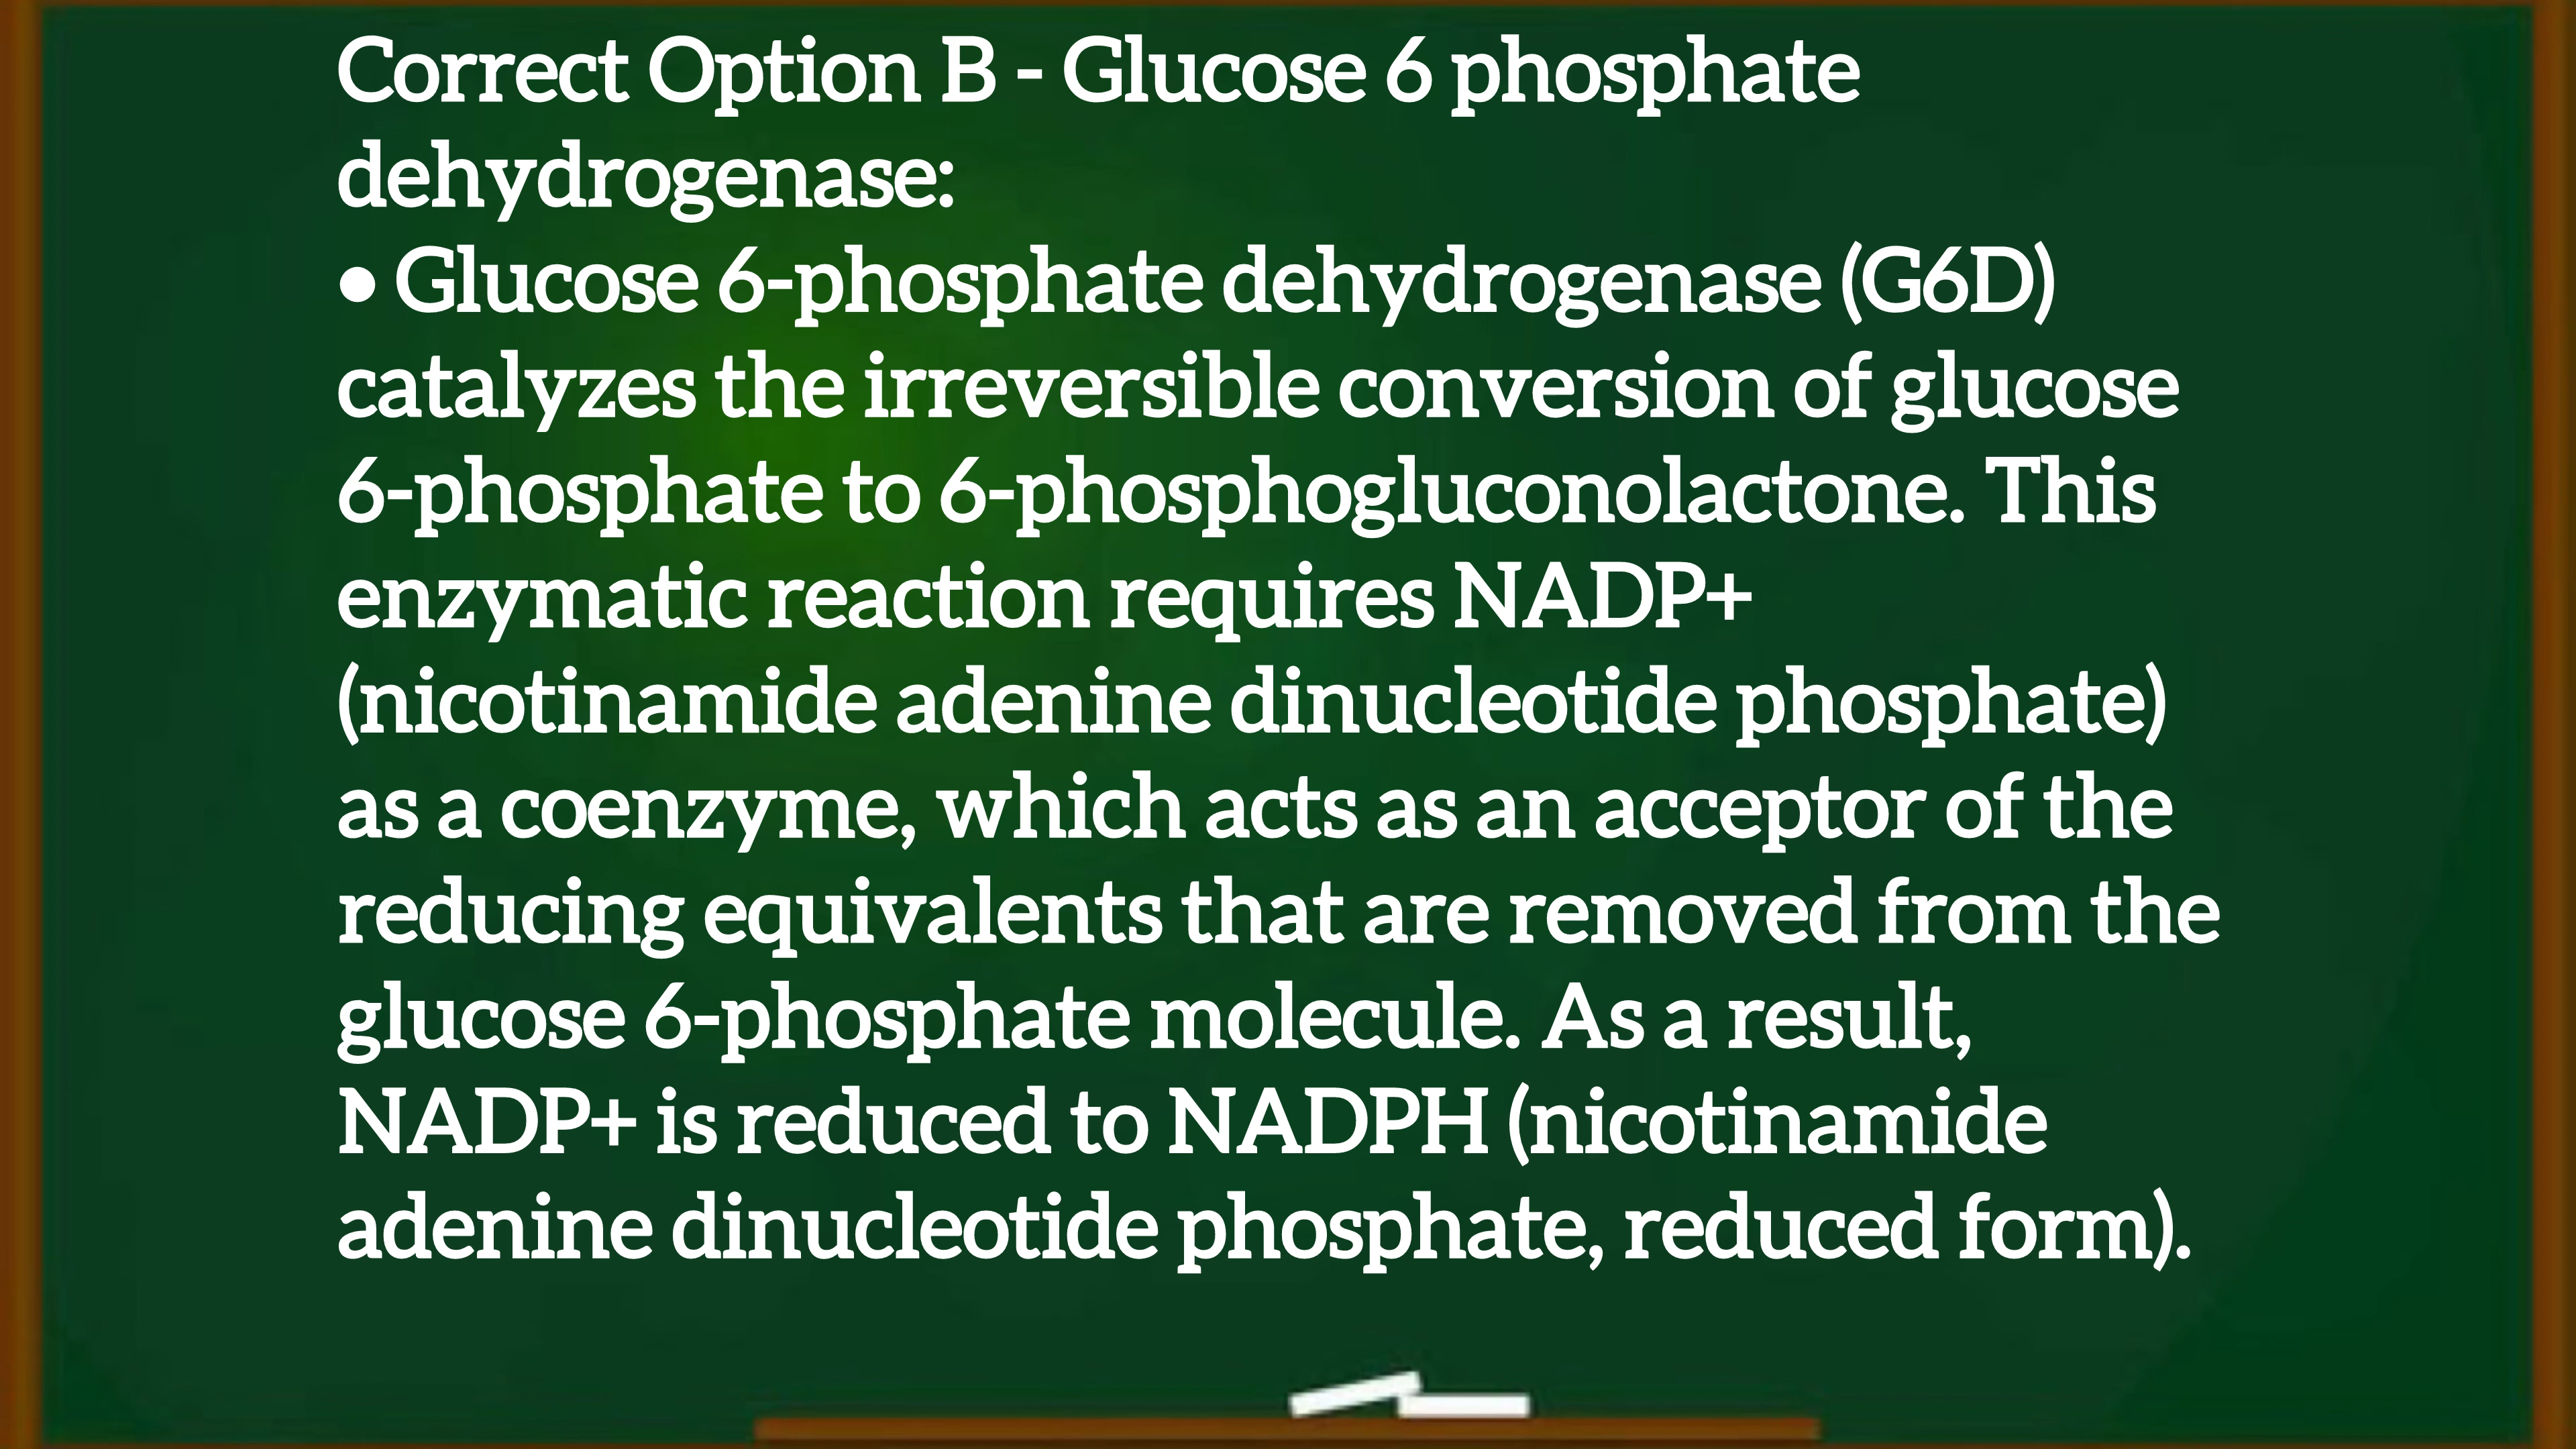 Correct Option B - Glucose 6 phosphate
dehydrogenase:
• Glucose 6-phosphate dehydrogenase (G6D)
catalyzes the irreversible conversion of glucose
6-phosphate to 6-phosphogluconolactone. This
enzymatic reaction requires NADP+
(nicotinamide adenine dinucleotide phosphate)
as a coenzyme, which acts as an acceptor of the
reducing equivalents that are removed from the
glucose 6-phosphate molecule. As a result,
NADP+ is reduced to NADPH (nicotinamide
adenine dinucleotide phosphate, reduced form).